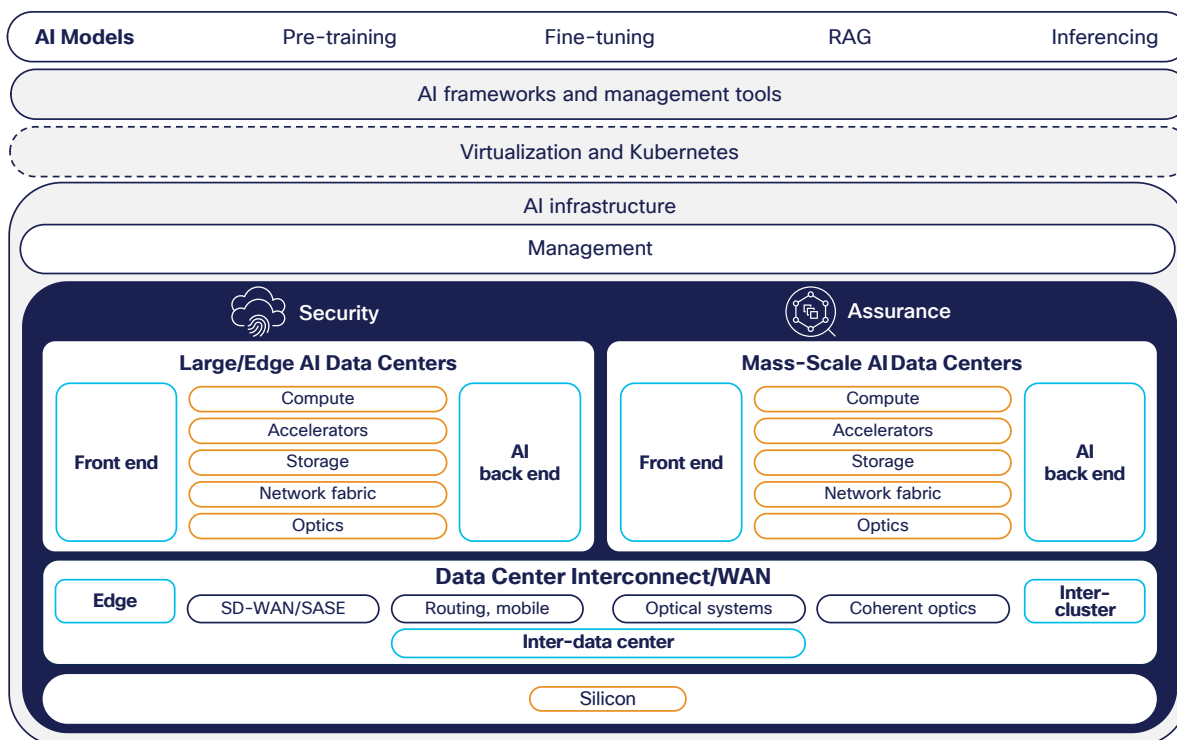 AI Models Pre-training Fine-tuning RAG Inferencing
AI frameworks and management tools
Virtualization and Kubernetes
AI infrastructure
Management
Security
Assurance
Large/Edge AI Data Centers
Front end
Compute
Accelerators
Storage
Network fabric
Optics
AI
back end
Mass-Scale AI Data Centers
Front end
Compute
Accelerators
Storage
Network fabric
Optics
AI
back end
Data Center Interconnect/WAN
Edge
SD-WAN/SASE
Routing, mobile
Optical systems
Coherent optics
Inter-
cluster
Inter-data center
Silicon